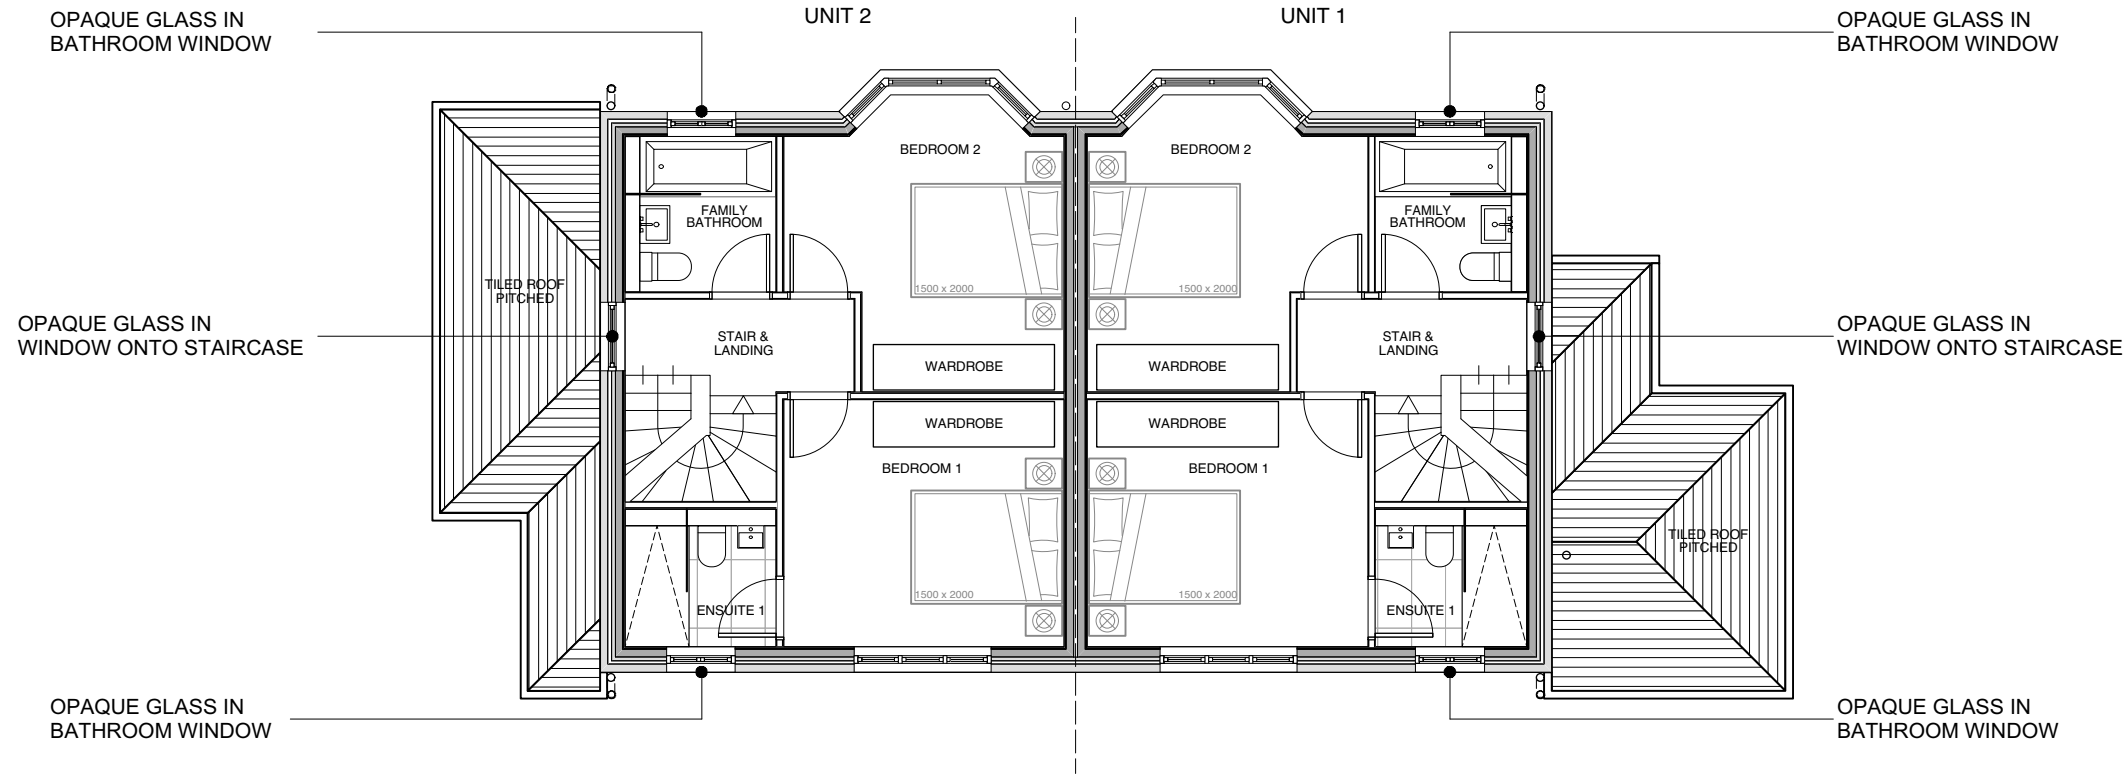 UNIT 2
UNIT 1
OPAQUE GLASS IN
BATHROOM WINDOW
OPAQUE GLASS IN
BATHROOM WINDOW
BEDROOM 2
BEDROOM 2
FAMILY
BATHROOM
FAMILY
BATHROOM
TILED ROOF
PITCHED
1500 x 2000
1500 x 2000
OPAQUE GLASS IN
WINDOW ONTO STAIRCASE
STAIR &
LANDING
STAIR &
LANDING
OPAQUE GLASS IN
WINDOW ONTO STAIRCASE
WARDROBE
WARDROBE
WARDROBE
WARDROBE
BEDROOM 1
BEDROOM 1
TILED ROOF
PITCHED
1500 x 2000
1500 x 2000
ENSUITE 1
ENSUITE 1
OPAQUE GLASS IN
BATHROOM WINDOW
OPAQUE GLASS IN
BATHROOM WINDOW